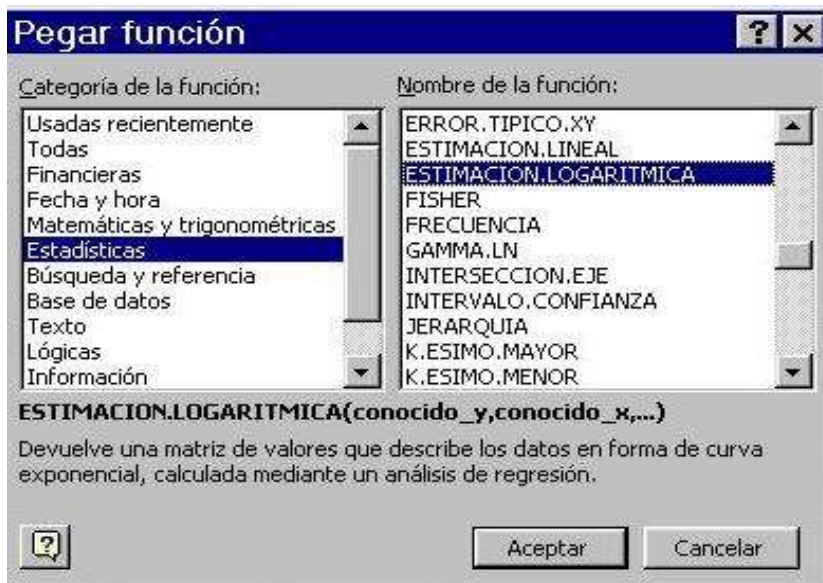 Pegar función
? ×
Categoría de la función:
Usadas recientemente
Todas
Financieras
Fecha y hora
Matemáticas y trigonométricas
Estadísticas
Búsqueda y referencia
Base de datos
Texto
Lógicas
Información
Nombre de la función:
ERROR.TIPICO.XY
ESTIMACION.LINEAL
ESTIMACION.LOGARITMICA
FISHER
FRECUENCIA
GAMMA.LN
INTERSECCION.EJE
INTERVALO.CONFIANZA
JERARQUIA
K.ESIMO.MAYOR
K.ESIMO.MENOR
ESTIMACION.LOGARITMICA(conocido_y,conocido_x,...)
Devuelve una matriz de valores que describe los datos en forma de curva
exponencial, calculada mediante un análisis de regresión.
?
Aceptar
Cancelar